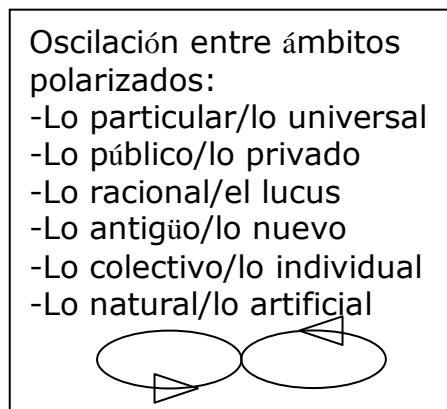 Oscilación entre ámbitos
polarizados:
-Lo particular/lo universal
-Lo público/lo privado
-Lo racional/el lucus
-Lo antigüo/lo nuevo
-Lo colectivo/lo individual
-Lo natural/lo artificial